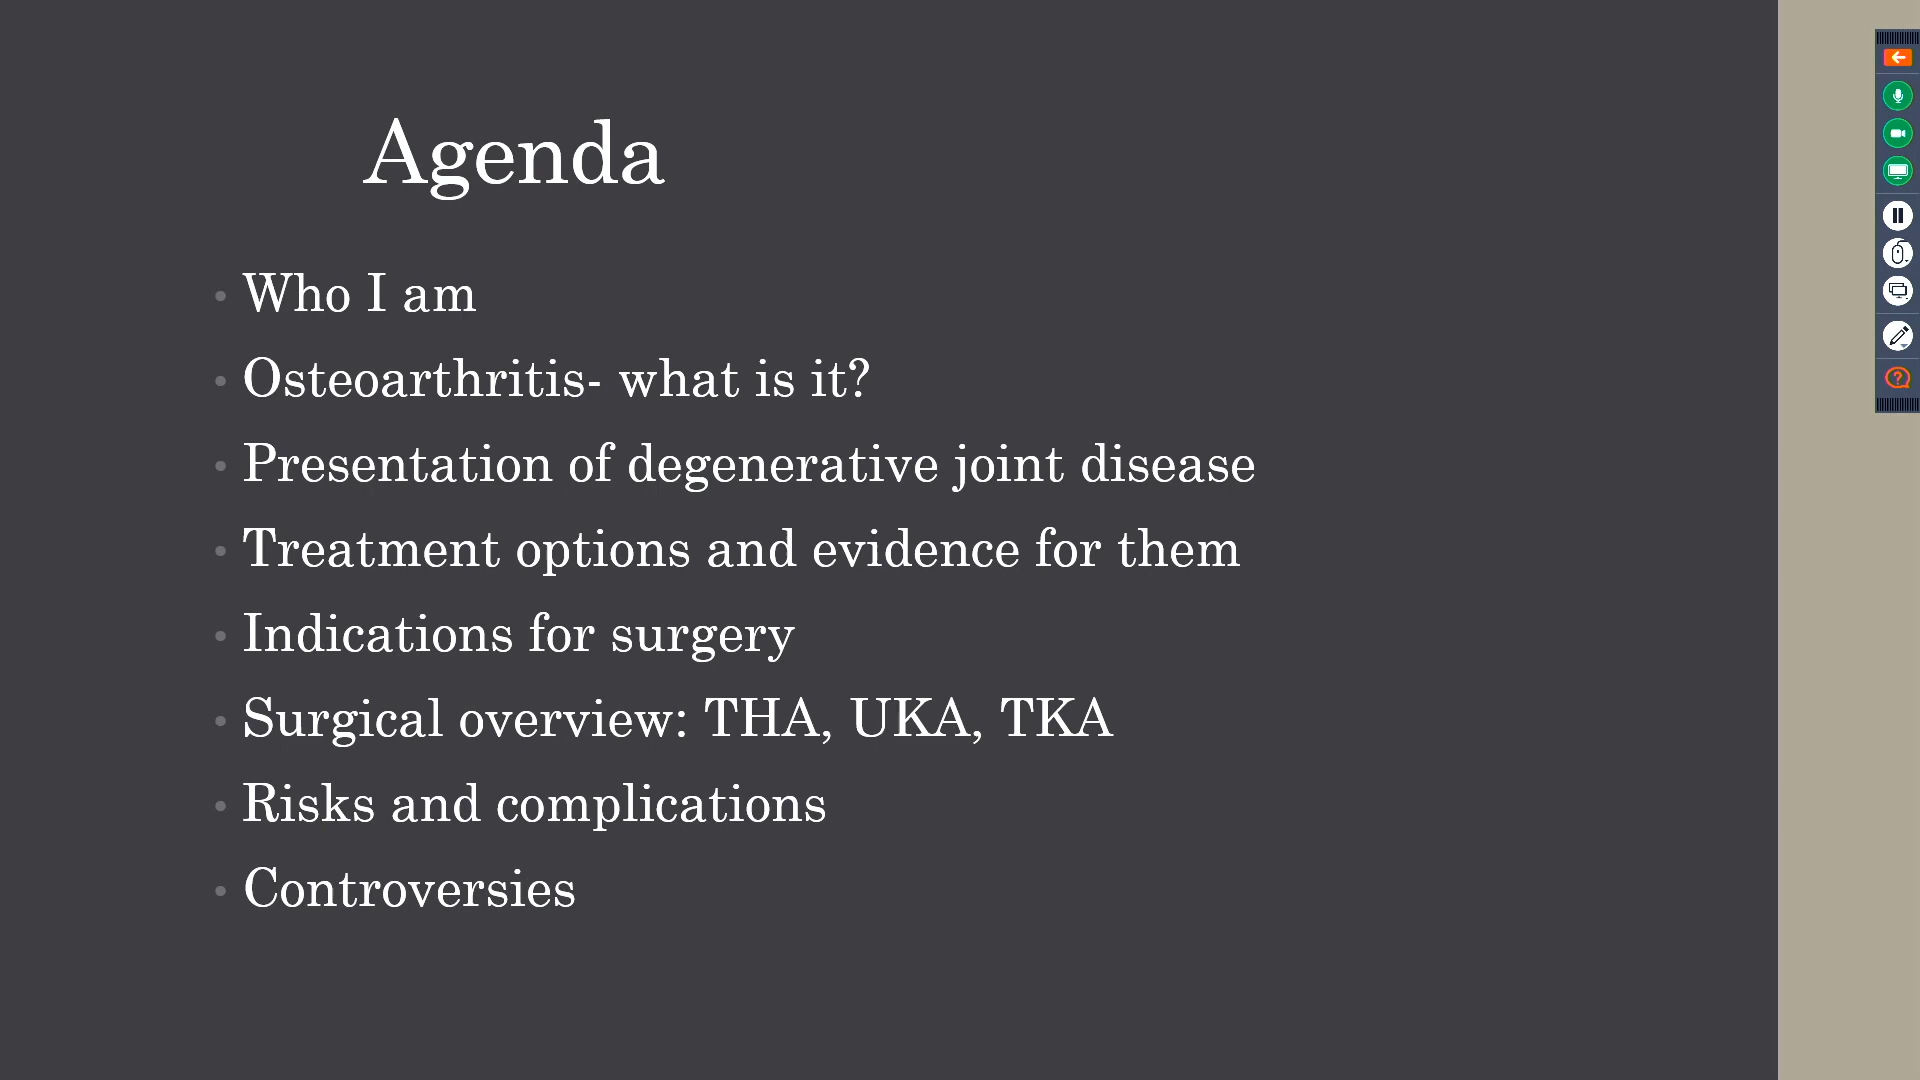 Agenda
• Who I am
• Osteoarthritis- what is it?
• Presentation of degenerative joint disease
• Treatment options and evidence for them
• Indications for surgery
• Surgical overview: THA, UKA, TKA
• Risks and complications
• Controversies